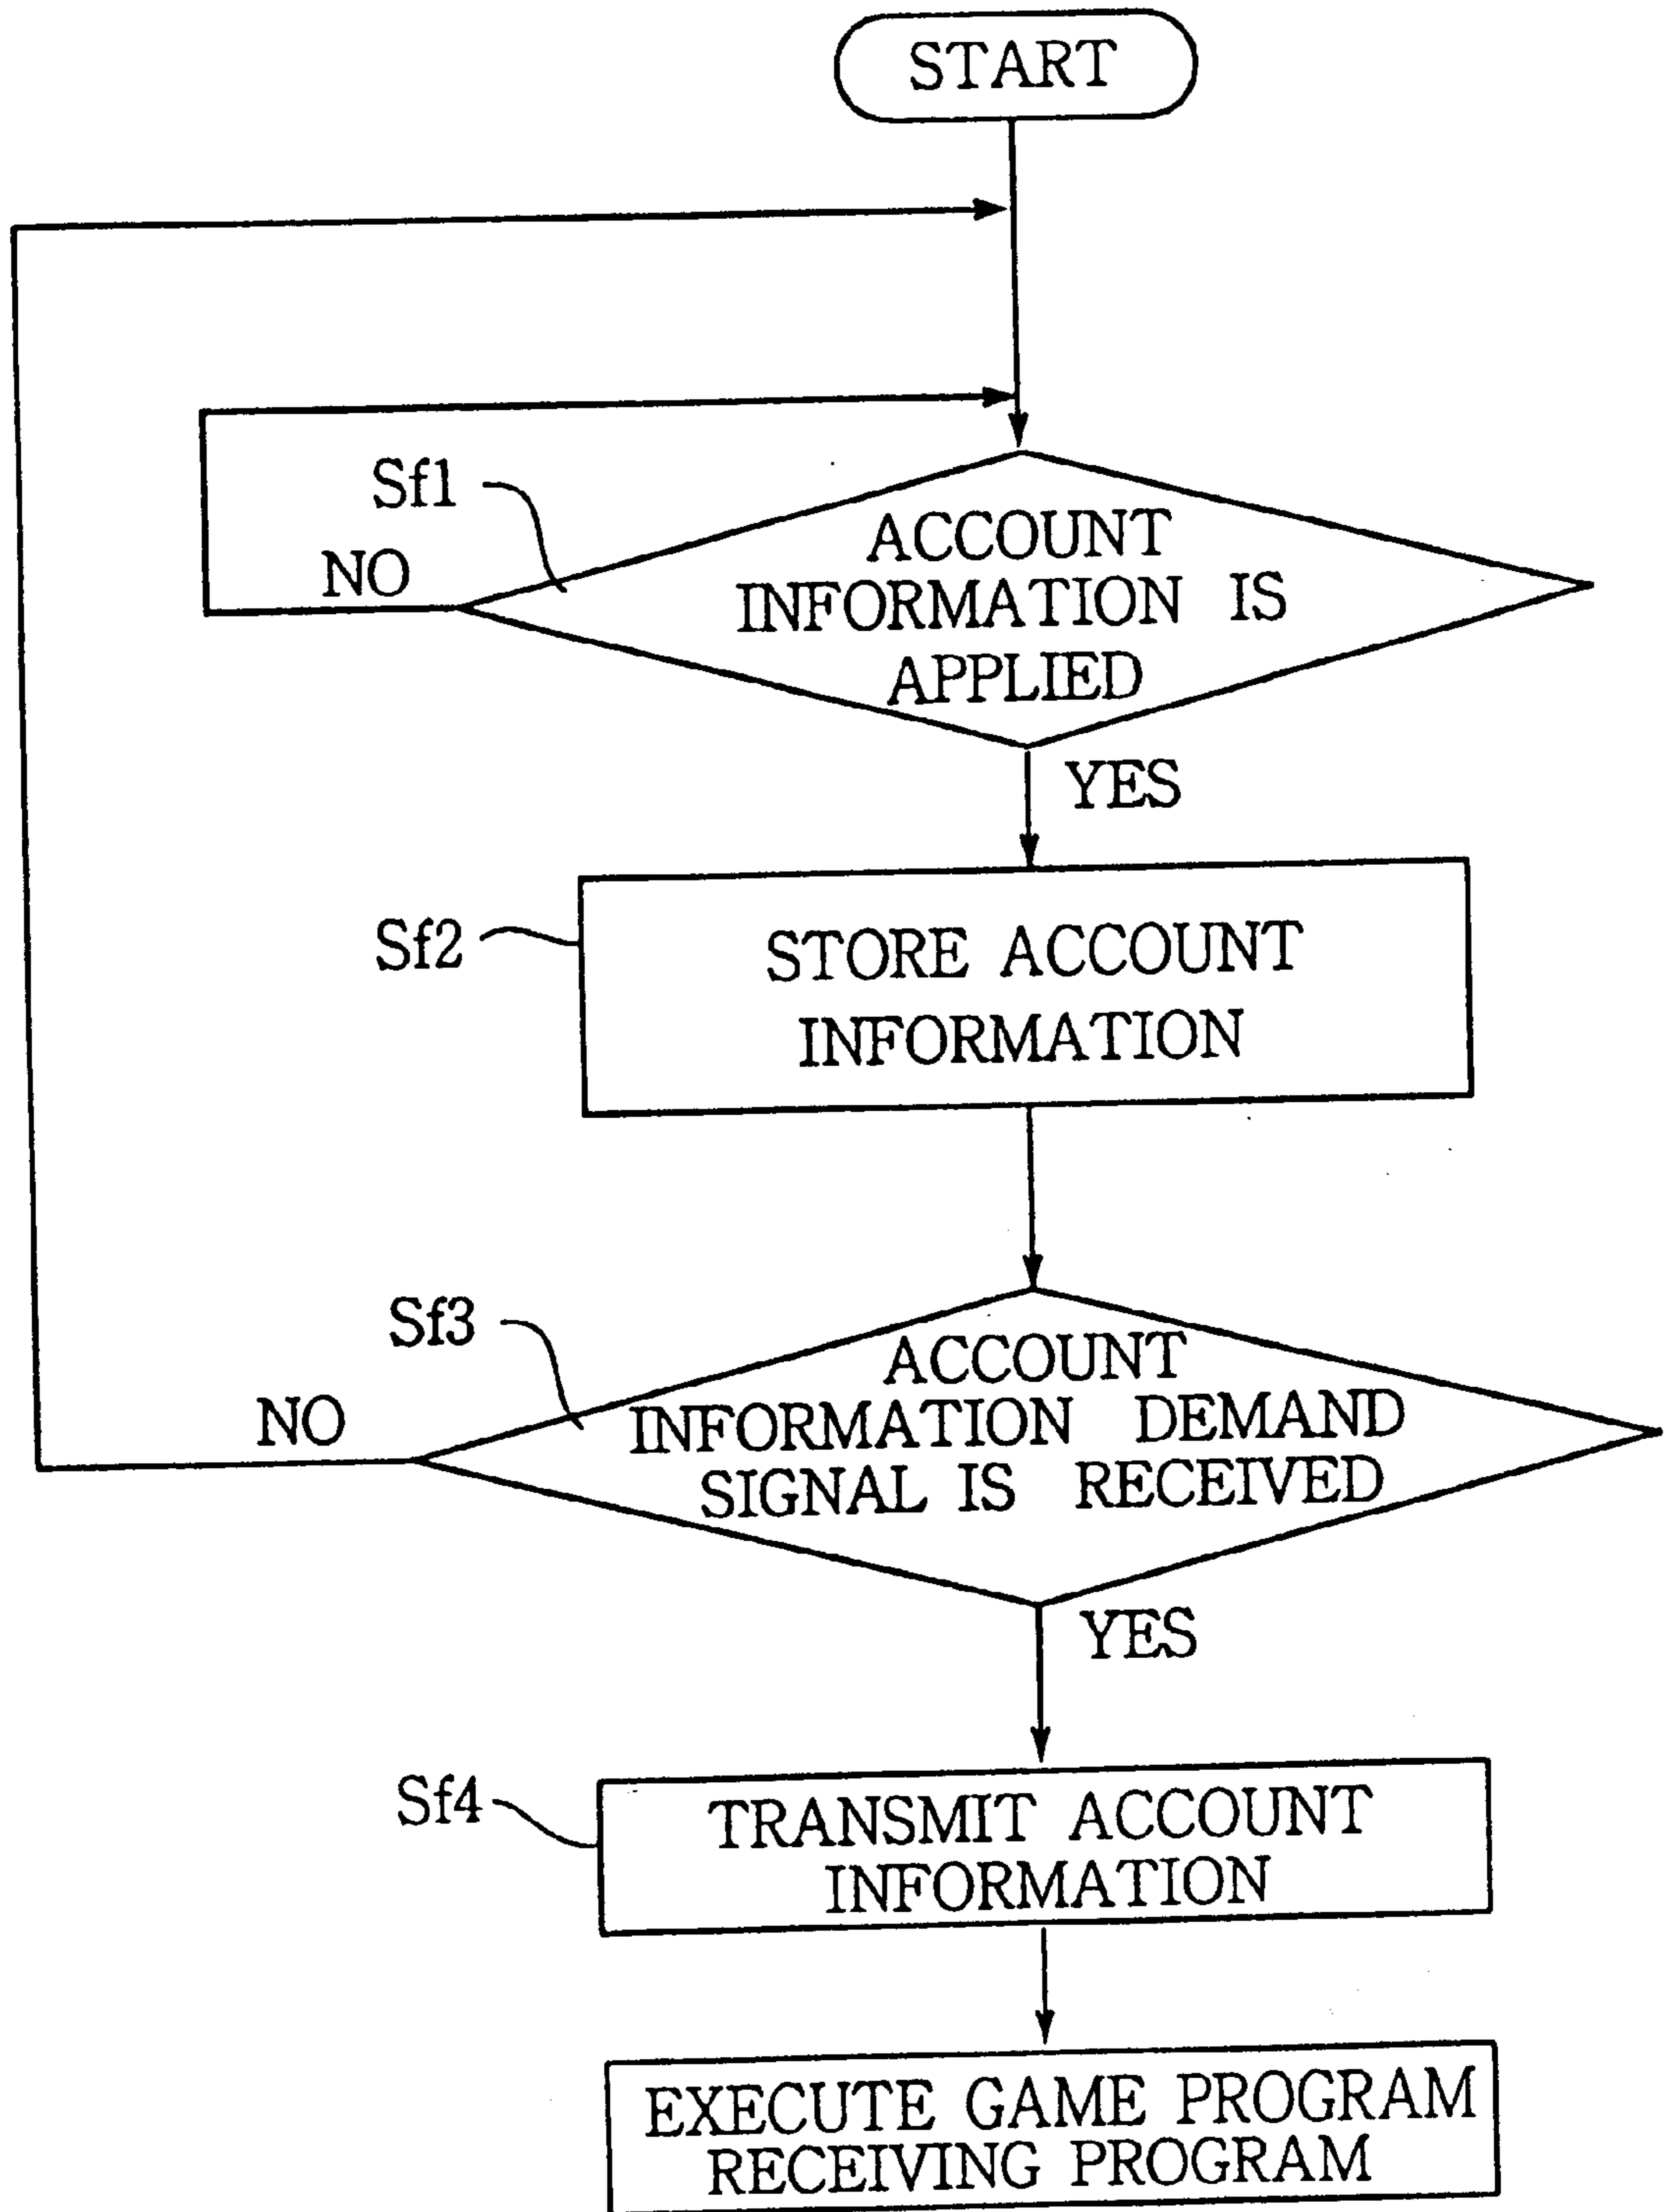 START
Sf1
NO
ACCOUNT
INFORMATION IS
APPLIED
YES
Sf2
STORE ACCOUNT
INFORMATION
Sf3
NO
ACCOUNT
INFORMATION DEMAND
SIGNAL IS RECEIVED
YES
Sf4
TRANSMIT ACCOUNT
INFORMATION
EXECUTE GAME PROGRAM
RECEIVING PROGRAM